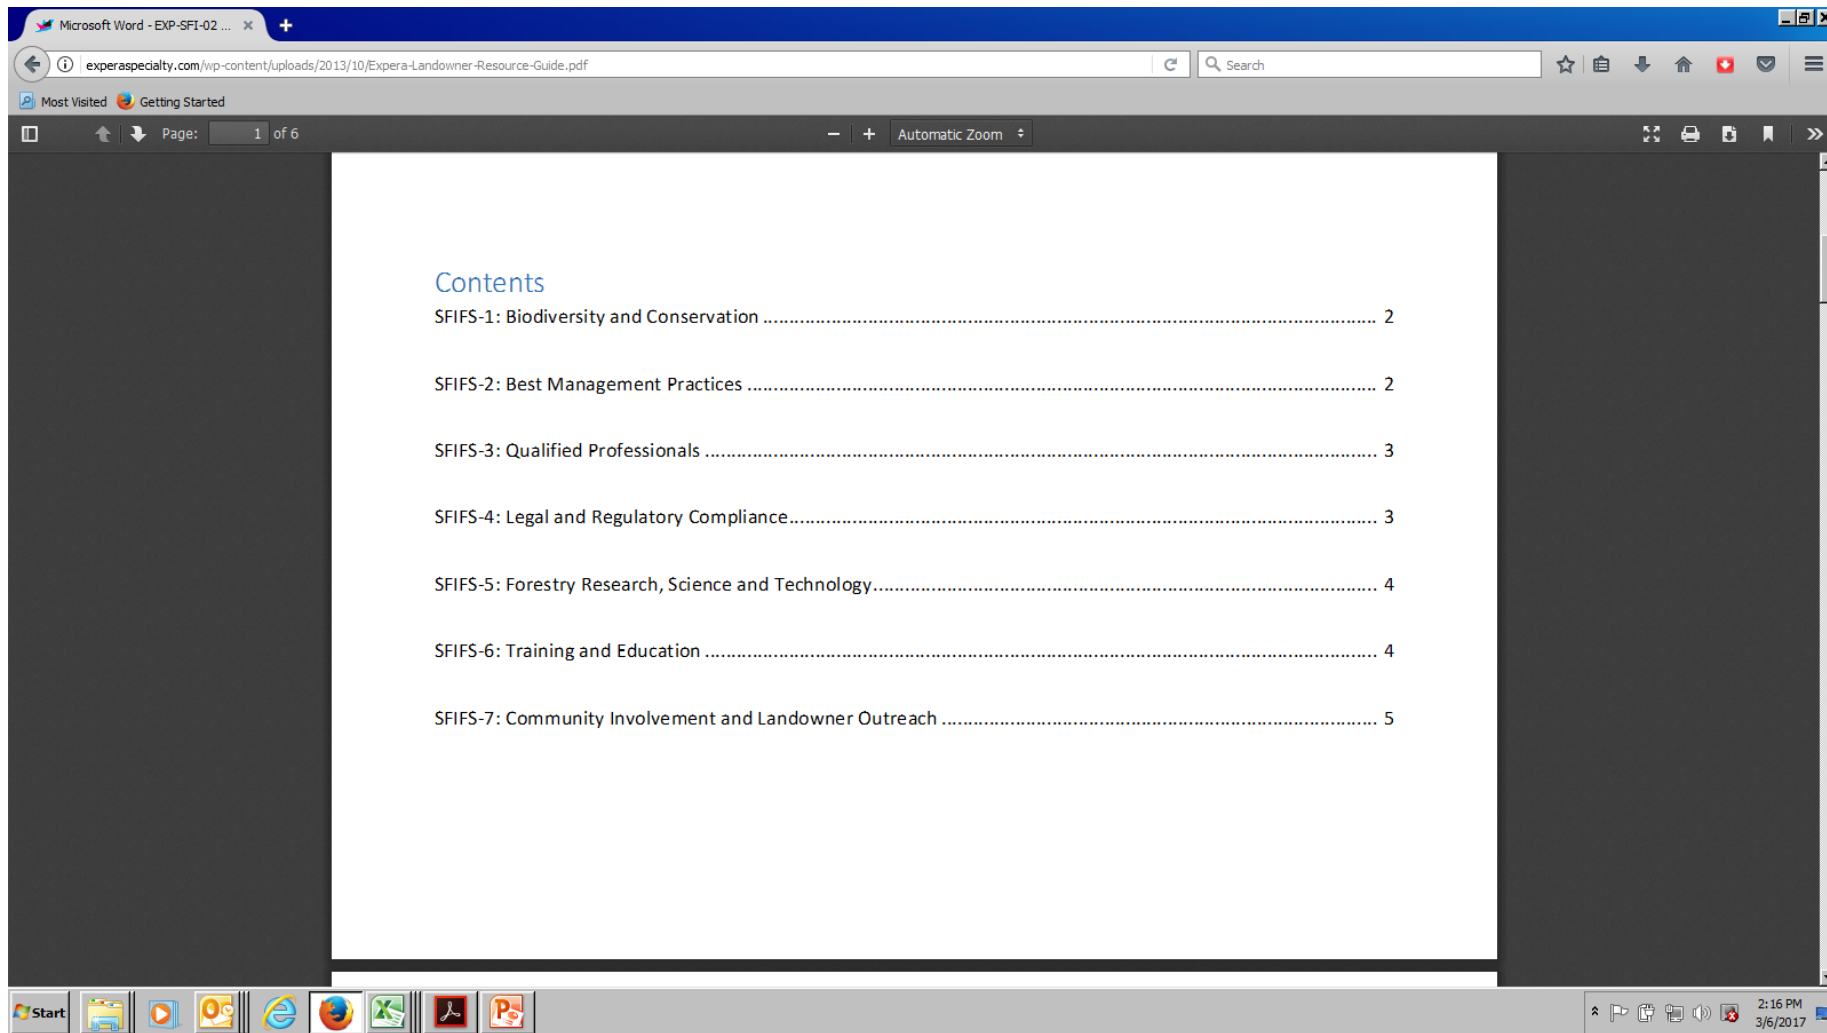 Microsoft Word - EXP-SFI-02 ...
experaspecialty.com/wp-content/uploads/2013/10/Expera-Landowner-Resource-Guide.pdf
Search
Most Visited
Getting Started
Page: 1 of 6
Automatic Zoom
Contents
SFIFS-1: Biodiversity and Conservation 2
SFIFS-2: Best Management Practices 2
SFIFS-3: Qualified Professionals 3
SFIFS-4: Legal and Regulatory Compliance 3
SFIFS-5: Forestry Research, Science and Technology 4
SFIFS-6: Training and Education 4
SFIFS-7: Community Involvement and Landowner Outreach 5
Start
2:16 PM
3/6/2017